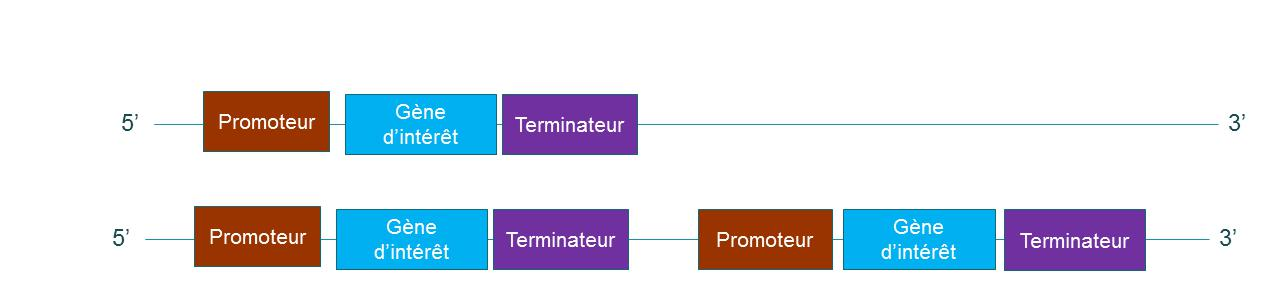 5’ Promoteur Gène d’intérêt Terminateur 3’
5’ Promoteur Gène d’intérêt Terminateur Promoteur Gène d’intérêt Terminateur 3’